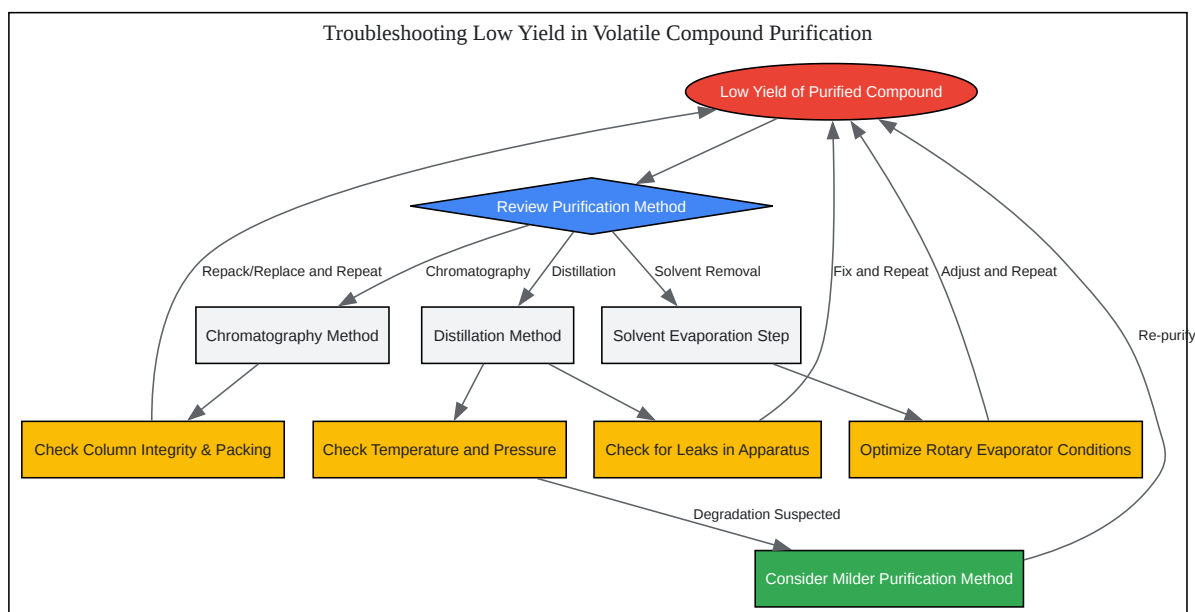 Troubleshooting Low Yield in Volatile Compound Purification
Low Yield of Purified Compound
Review Purification Method
Repack/Replace and Repeat
Chromatography
Distillation
Solvent Removal
Fix and Repeat
Adjust and Repeat
Chromatography Method
Distillation Method
Solvent Evaporation Step
Re-purify
Check Column Integrity & Packing
Check Temperature and Pressure
Check for Leaks in Apparatus
Optimize Rotary Evaporator Conditions
Degradation Suspected
Consider Milder Purification Method